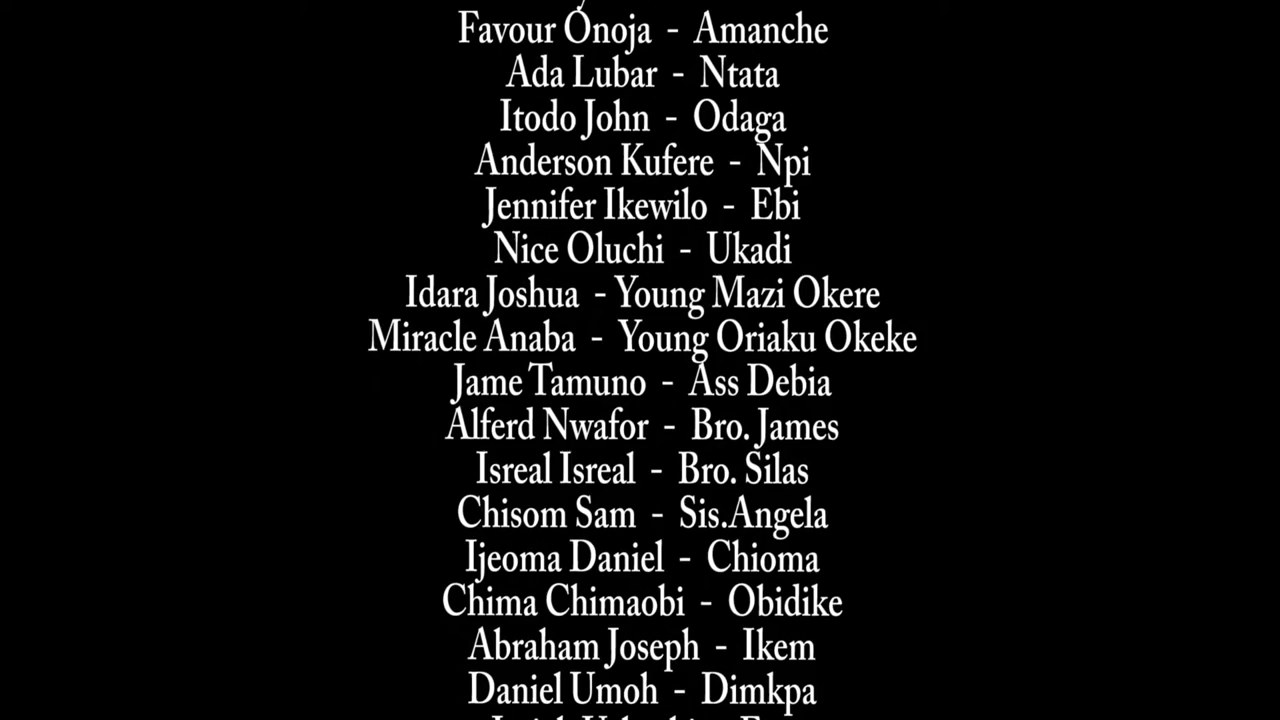 Favour Onoja - Amanche
Ada Lubar - Ntata
Itodo John - Odaga
Anderson Kufere - Npi
Jennifer Ikewilo - Ebi
Nice Oluchi - Ukadi
Idara Joshua - Young Mazi Okere
Miracle Anaba - Young Oriaku Okeke
Jame Tamuno - Ass Debia
Alferd Nwafor - Bro. James
Isreal Isreal - Bro. Silas
Chisom Sam - Sis.Angela
Ijeoma Daniel - Chioma
Chima Chimaobi - Obidike
Abraham Joseph - Ikem
Daniel Umoh - Dimkpa